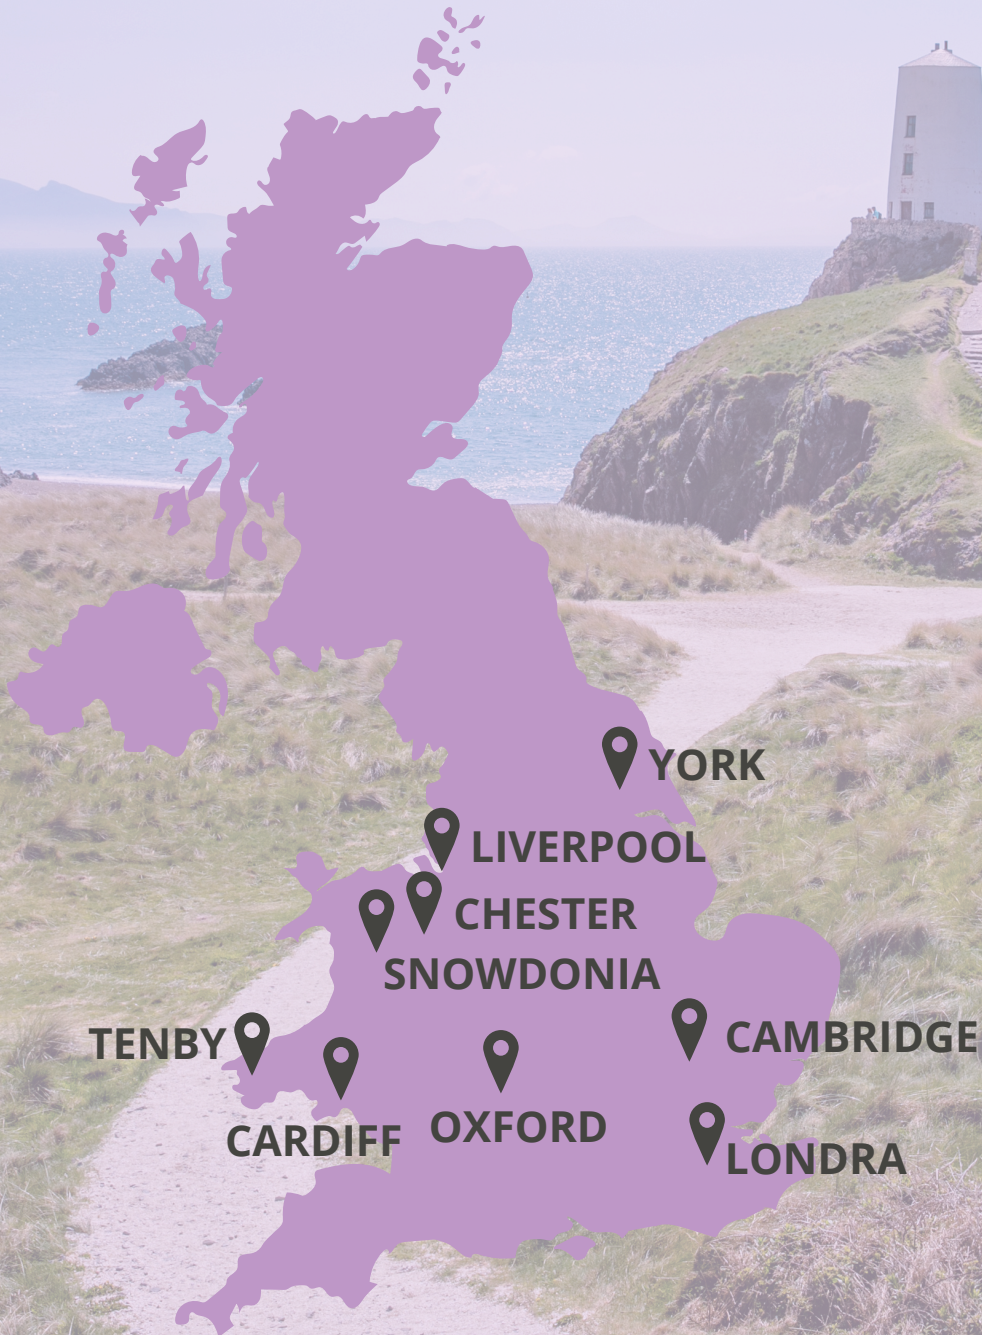 YORK
LIVERPOOL
CHESTER
SNOWDONIA
TENBY
CAMBRIDGE
CARDIFF
OXFORD
LONDRA